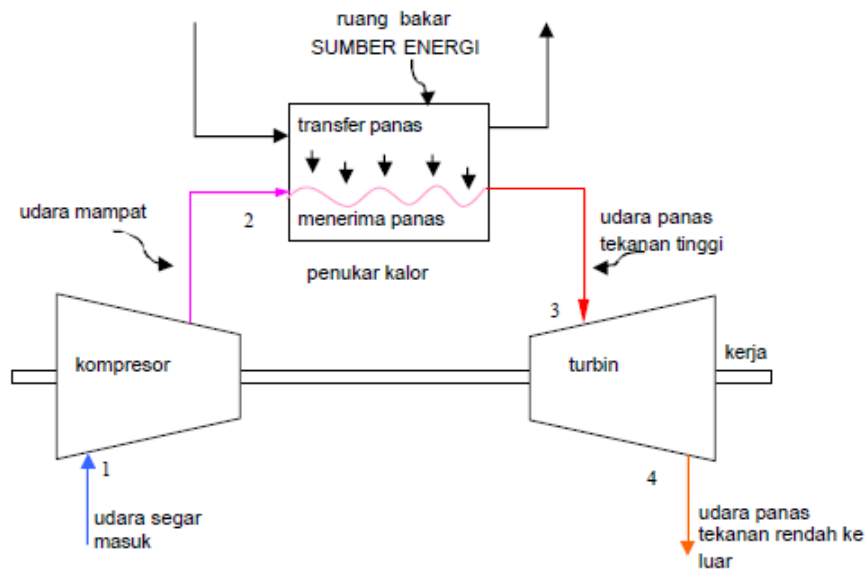 ruang bakar
SUMBER ENERGI
transfer panas
menerima panas
udara mampat
2
penukar kalor
udara panas
tekanan tinggi
3
kompresor
turbin
kerja
1
udara segar
masuk
4
udara panas
tekanan rendah ke
luar